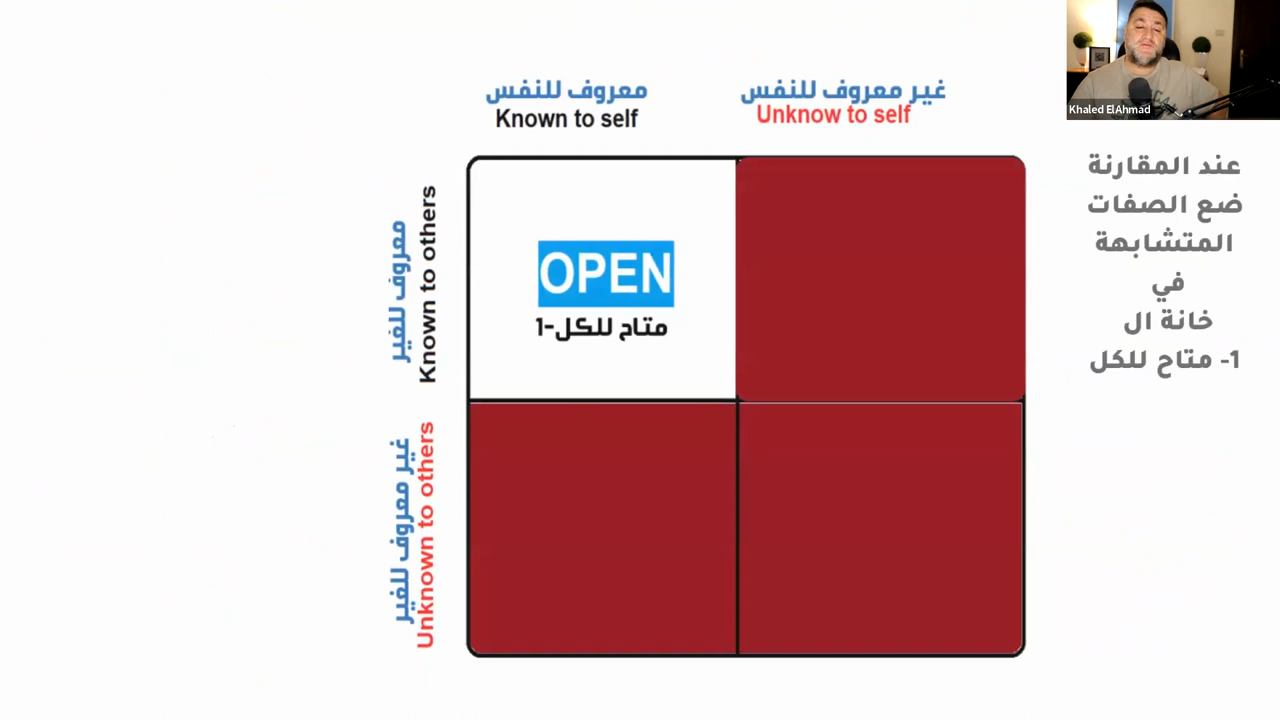 معروف للنفس
Known to self
غير معروف للنفس
Unknow to self
Khaled ElAhmad
معروف للغير
Known to others
OPEN
1-متاح للكل
غير معروف للغير
Unknown to others
عند المقارنة
ضع الصفات
المتشابهة
في
خانة ال
1- متاح للكل